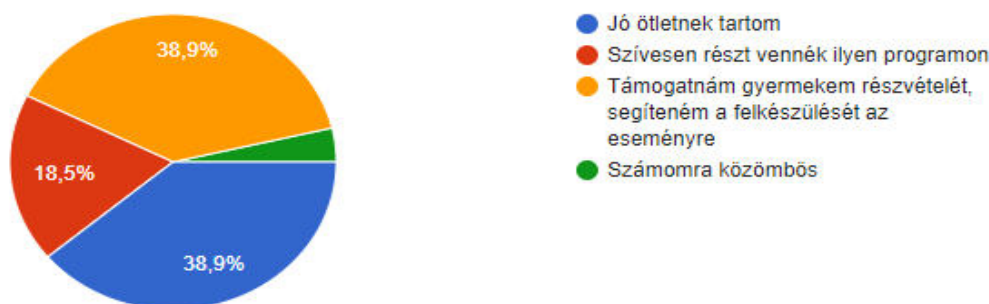 38,9%
18,5%
38,9%
Jó ötletnek tartom
Szívesen részt vennék ilyen programon
Támogatnám gyermekem részvételét,
segíteném a felkészülését az
eseményre
Számomra közömbös